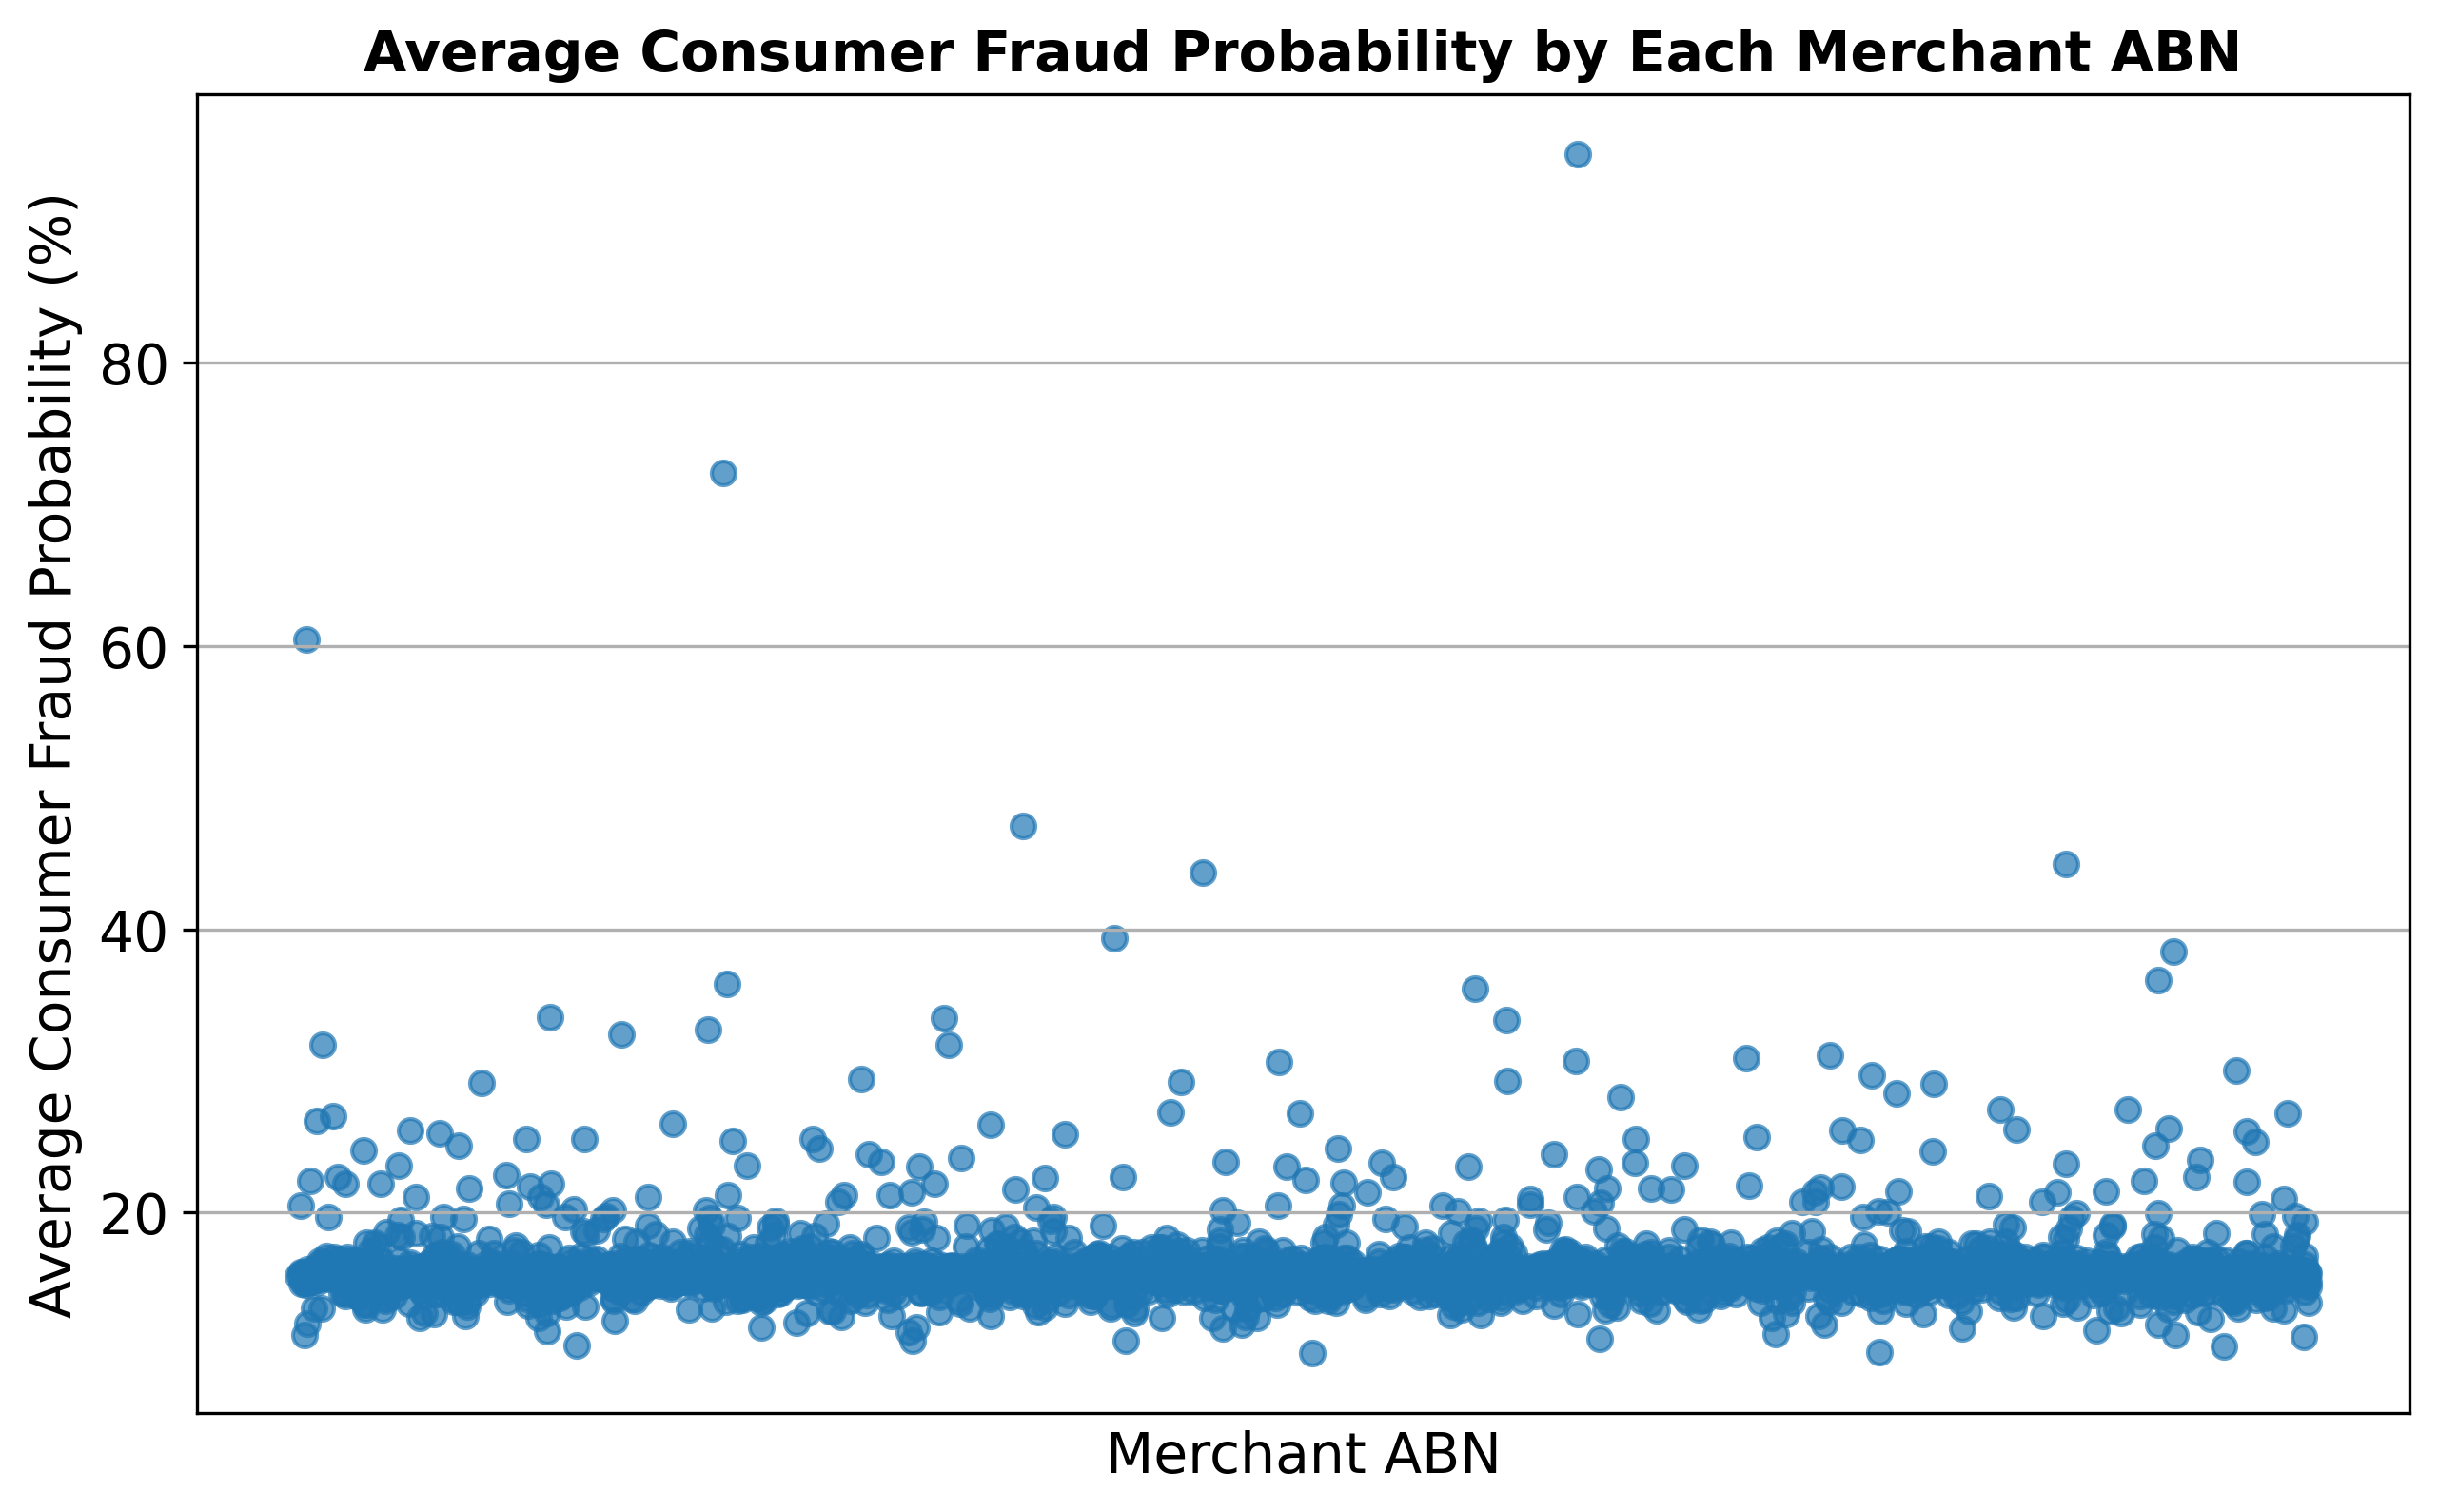 Average Consumer Fraud Probability by Each Merchant ABN
Average Consumer Fraud Probability (%)
80
60
40
20
Merchant ABN